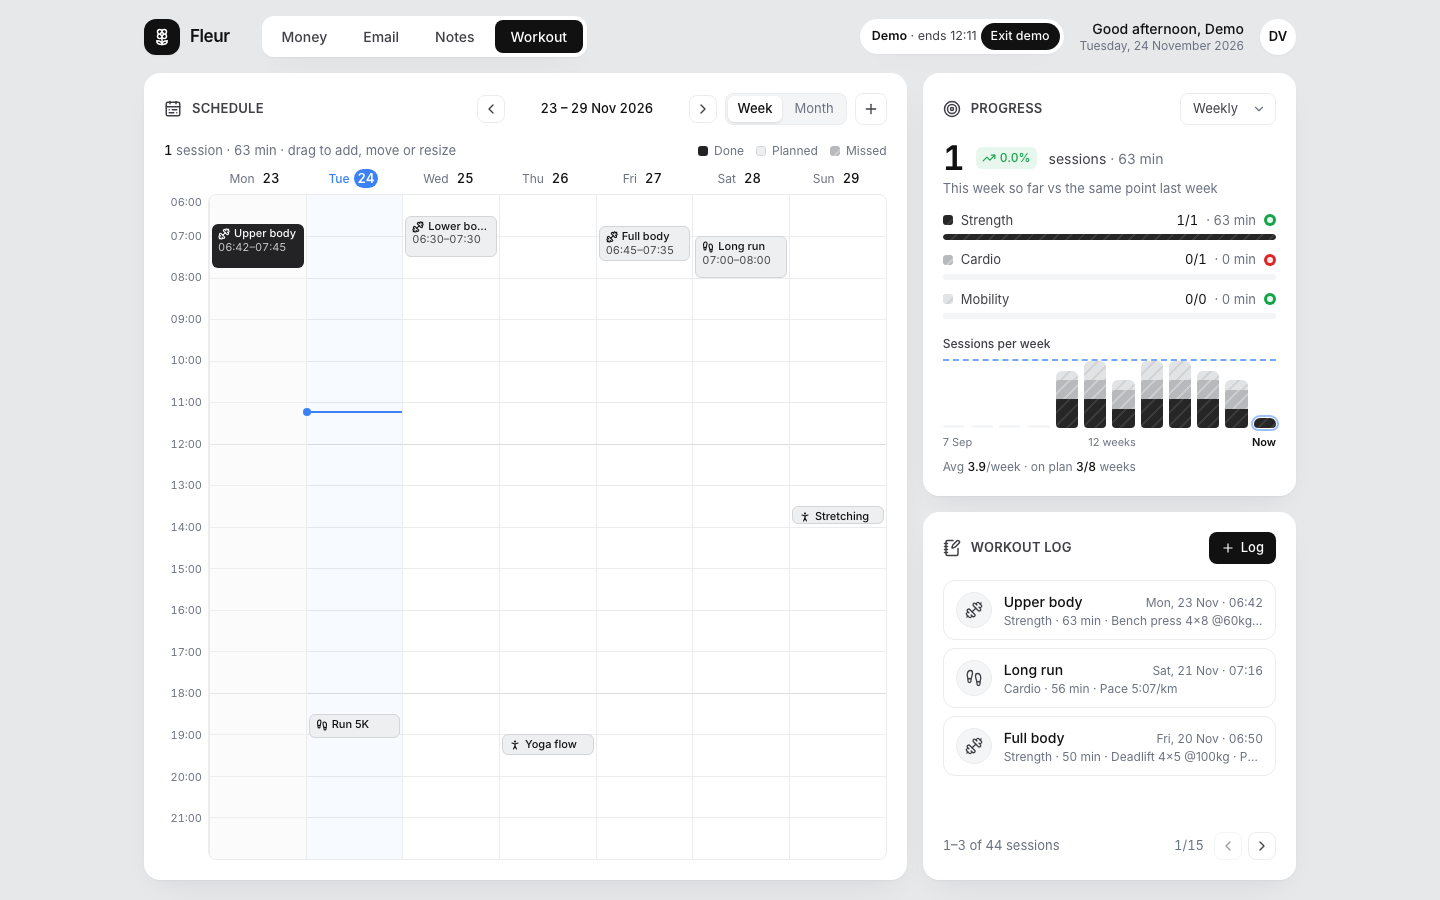 Fleur
Money
Email
Notes
Workout
Demo · ends 12:11
Exit demo
Good afternoon, Demo
Tuesday, 24 November 2026
DV
SCHEDULE
23 – 29 Nov 2026
Week
Month
1 session · 63 min · drag to add, move or resize
Done
Planned
Missed
Mon 23
Tue 24
Wed 25
Thu 26
Fri 27
Sat 28
Sun 29
06:00
07:00
08:00
09:00
10:00
11:00
12:00
13:00
14:00
15:00
16:00
17:00
18:00
19:00
20:00
21:00
Upper body
06:42–07:45
Run 5K
Lower bo...
06:30–07:30
Yoga flow
Full body
06:45–07:35
Long run
07:00–08:00
Stretching
PROGRESS
Weekly
1 0.0% sessions · 63 min
This week so far vs the same point last week
Strength 1/1 · 63 min
Cardio 0/1 · 0 min
Mobility 0/0 · 0 min
Sessions per week
7 Sep 12 weeks Now
Avg 3.9/week · on plan 3/8 weeks
WORKOUT LOG
Log
Upper body Mon, 23 Nov · 06:42
Strength · 63 min · Bench press 4×8 @60kg...
Long run Sat, 21 Nov · 07:16
Cardio · 56 min · Pace 5:07/km
Full body Fri, 20 Nov · 06:50
Strength · 50 min · Deadlift 4×5 @100kg · P...
1–3 of 44 sessions
1/15